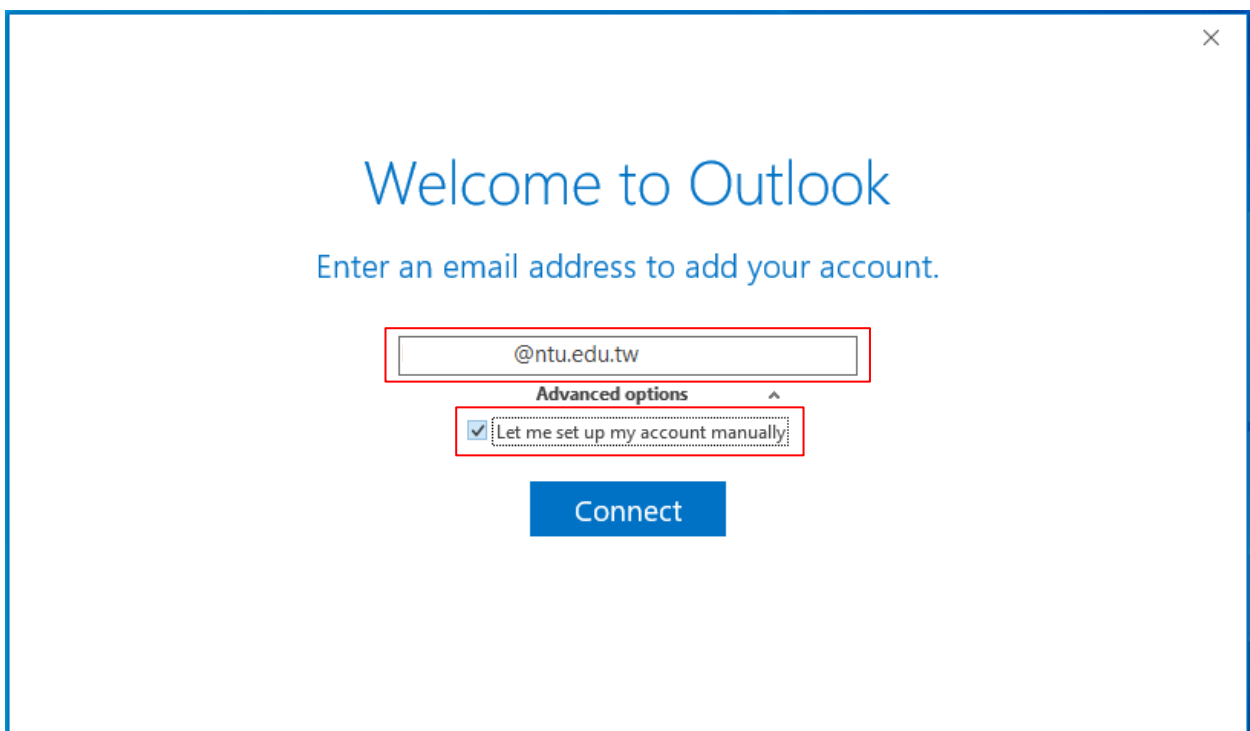 Welcome to Outlook
Enter an email address to add your account.
@ntu.edu.tw
Advanced options
Let me set up my account manually
Connect